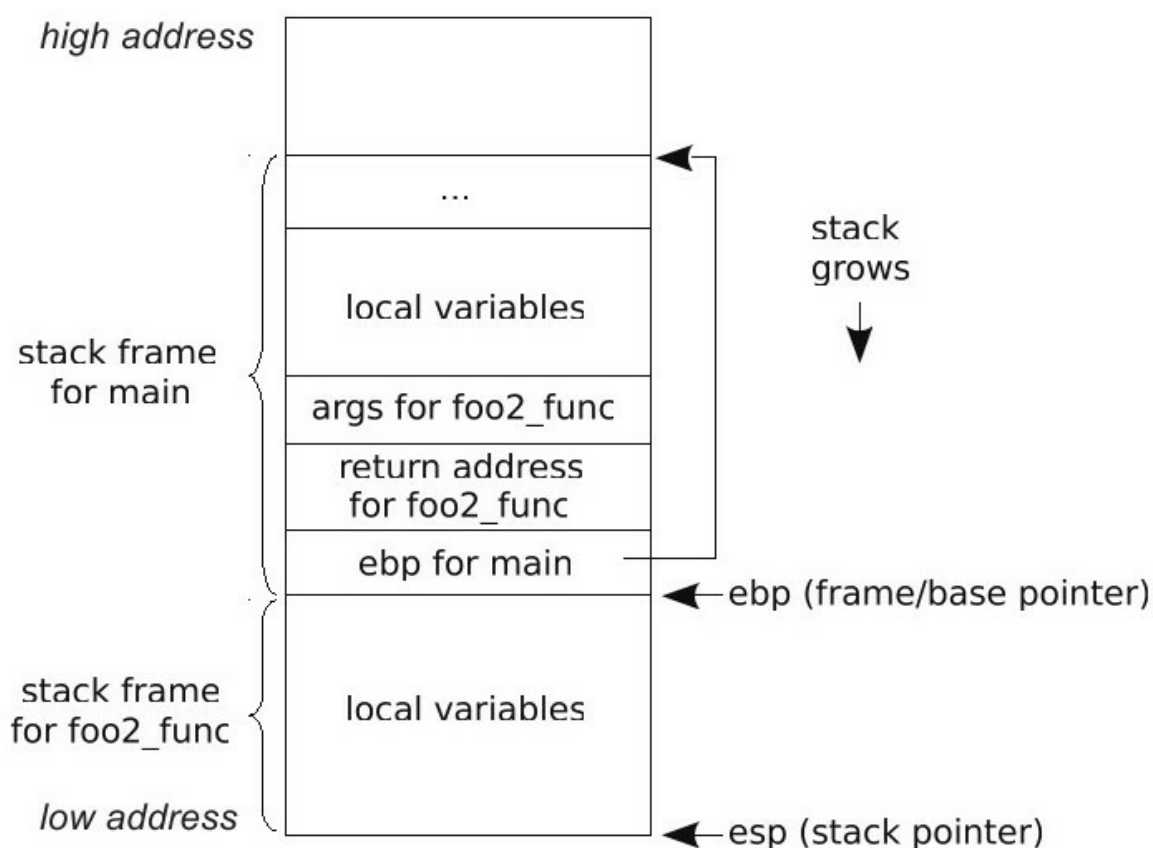 high address
...
stack
grows
local variables
stack frame
for main
args for foo2_func
return address
for foo2_func
ebp for main
ebp (frame/base pointer)
stack frame
for foo2_func
local variables
low address
esp (stack pointer)